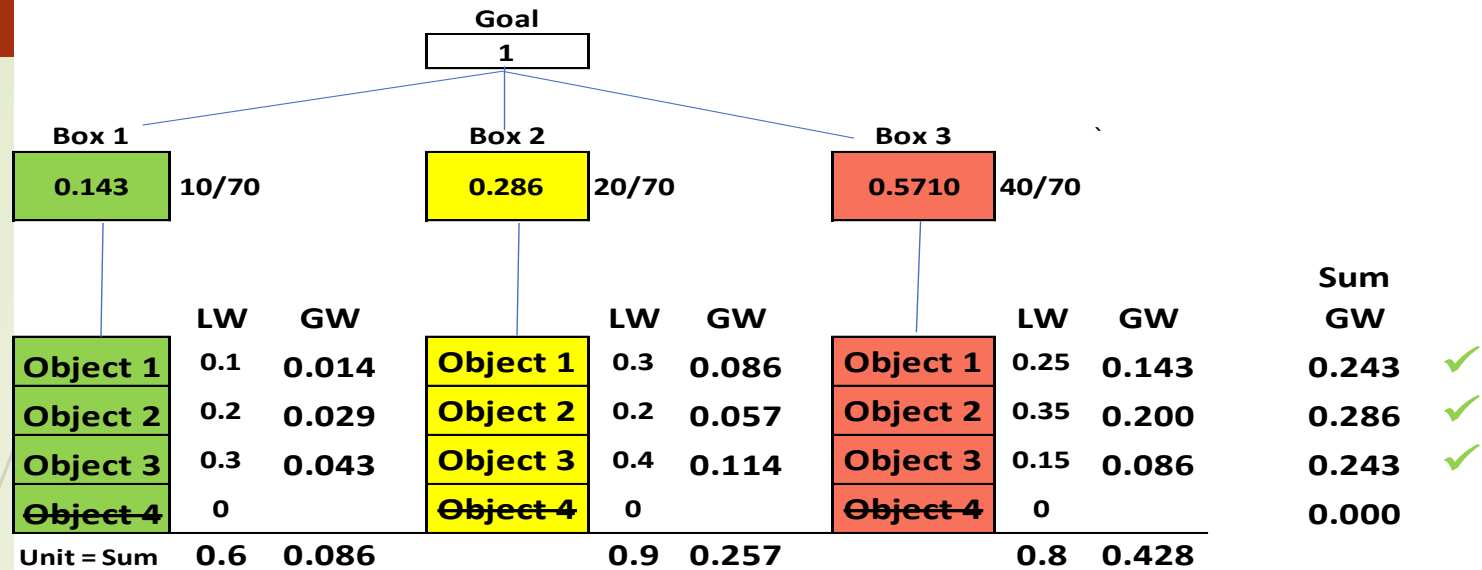 Goal
1
Box 1 Box 2 Box 3 `
0.143 10/70 0.286 20/70 0.5710 40/70
Sum
LW GW LW GW LW GW GW
Object 1 0.1 0.014 Object 1 0.3 0.086 Object 1 0.25 0.143 0.243 ✓
Object 2 0.2 0.029 Object 2 0.2 0.057 Object 2 0.35 0.200 0.286 ✓
Object 3 0.3 0.043 Object 3 0.4 0.114 Object 3 0.15 0.086 0.243 ✓
Object 4 0 Object 4 0 Object 4 0 0.000
Unit = Sum 0.6 0.086 0.9 0.257 0.8 0.428